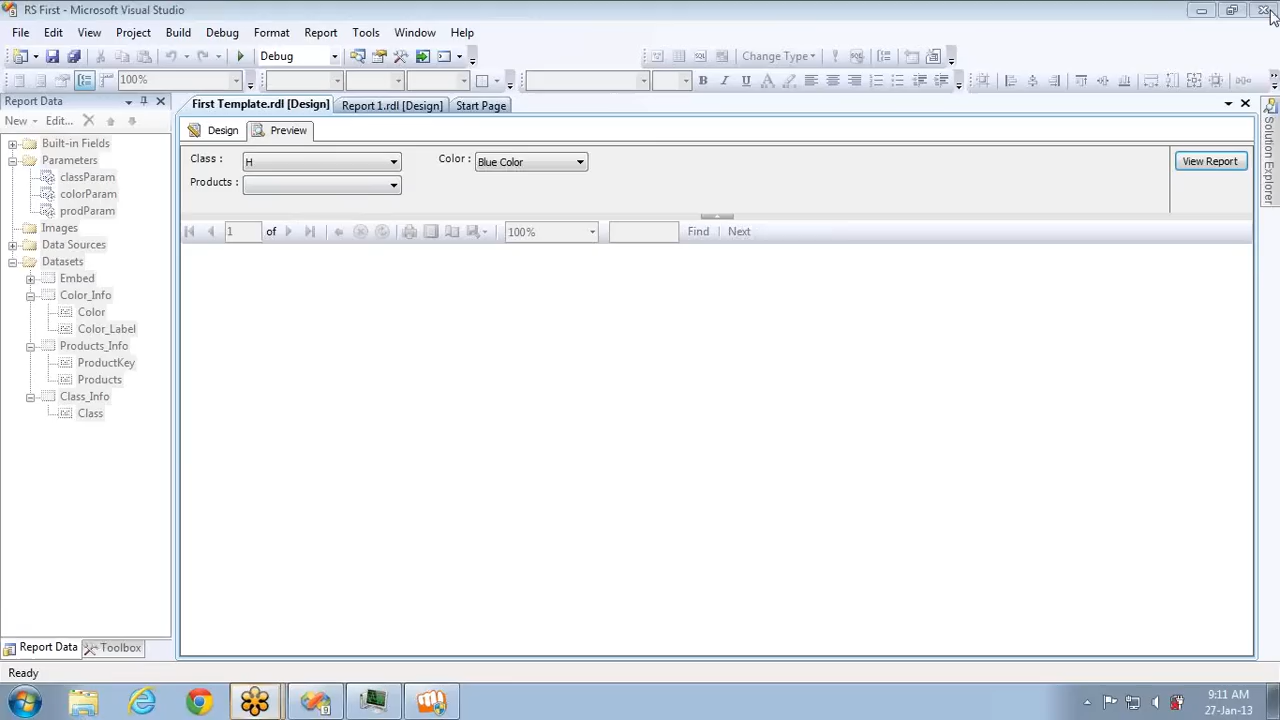 RS First - Microsoft Visual Studio
File Edit View Project Build Debug Format Report Tools Window Help
Debug
Change Type
100%
B I U A
Report Data
New Edit...
Built-in Fields
Parameters
classParam
colorParam
prodParam
Images
Data Sources
Datasets
Embed
Color_Info
Color
Color_Label
Products_Info
ProductKey
Products
Class_Info
Class
Report Data Toolbox
First Template.rdl [Design] Report 1.rdl [Design] Start Page
Design Preview
Class : H Color : Blue Color View Report
Products :
1 of 100% Find Next
Solution Explorer
Ready
9:11 AM
27-Jan-13